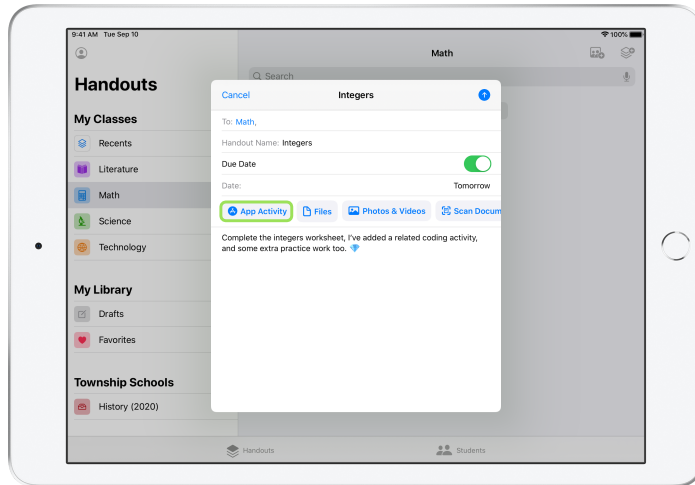 9:41 AM Tue Sep 10
100%
Handouts
My Classes
Recents
Literature
Math
Science
Technology
My Library
Drafts
Favorites
Township Schools
History (2020)
Math
Search
Cancel
Integers
To: Math,
Handout Name: Integers
Due Date
Date: Tomorrow
App Activity
Files
Photos & Videos
Scan Docum
Complete the integers worksheet, I've added a related coding activity,
and some extra practice work too. 💎
Handouts
Students